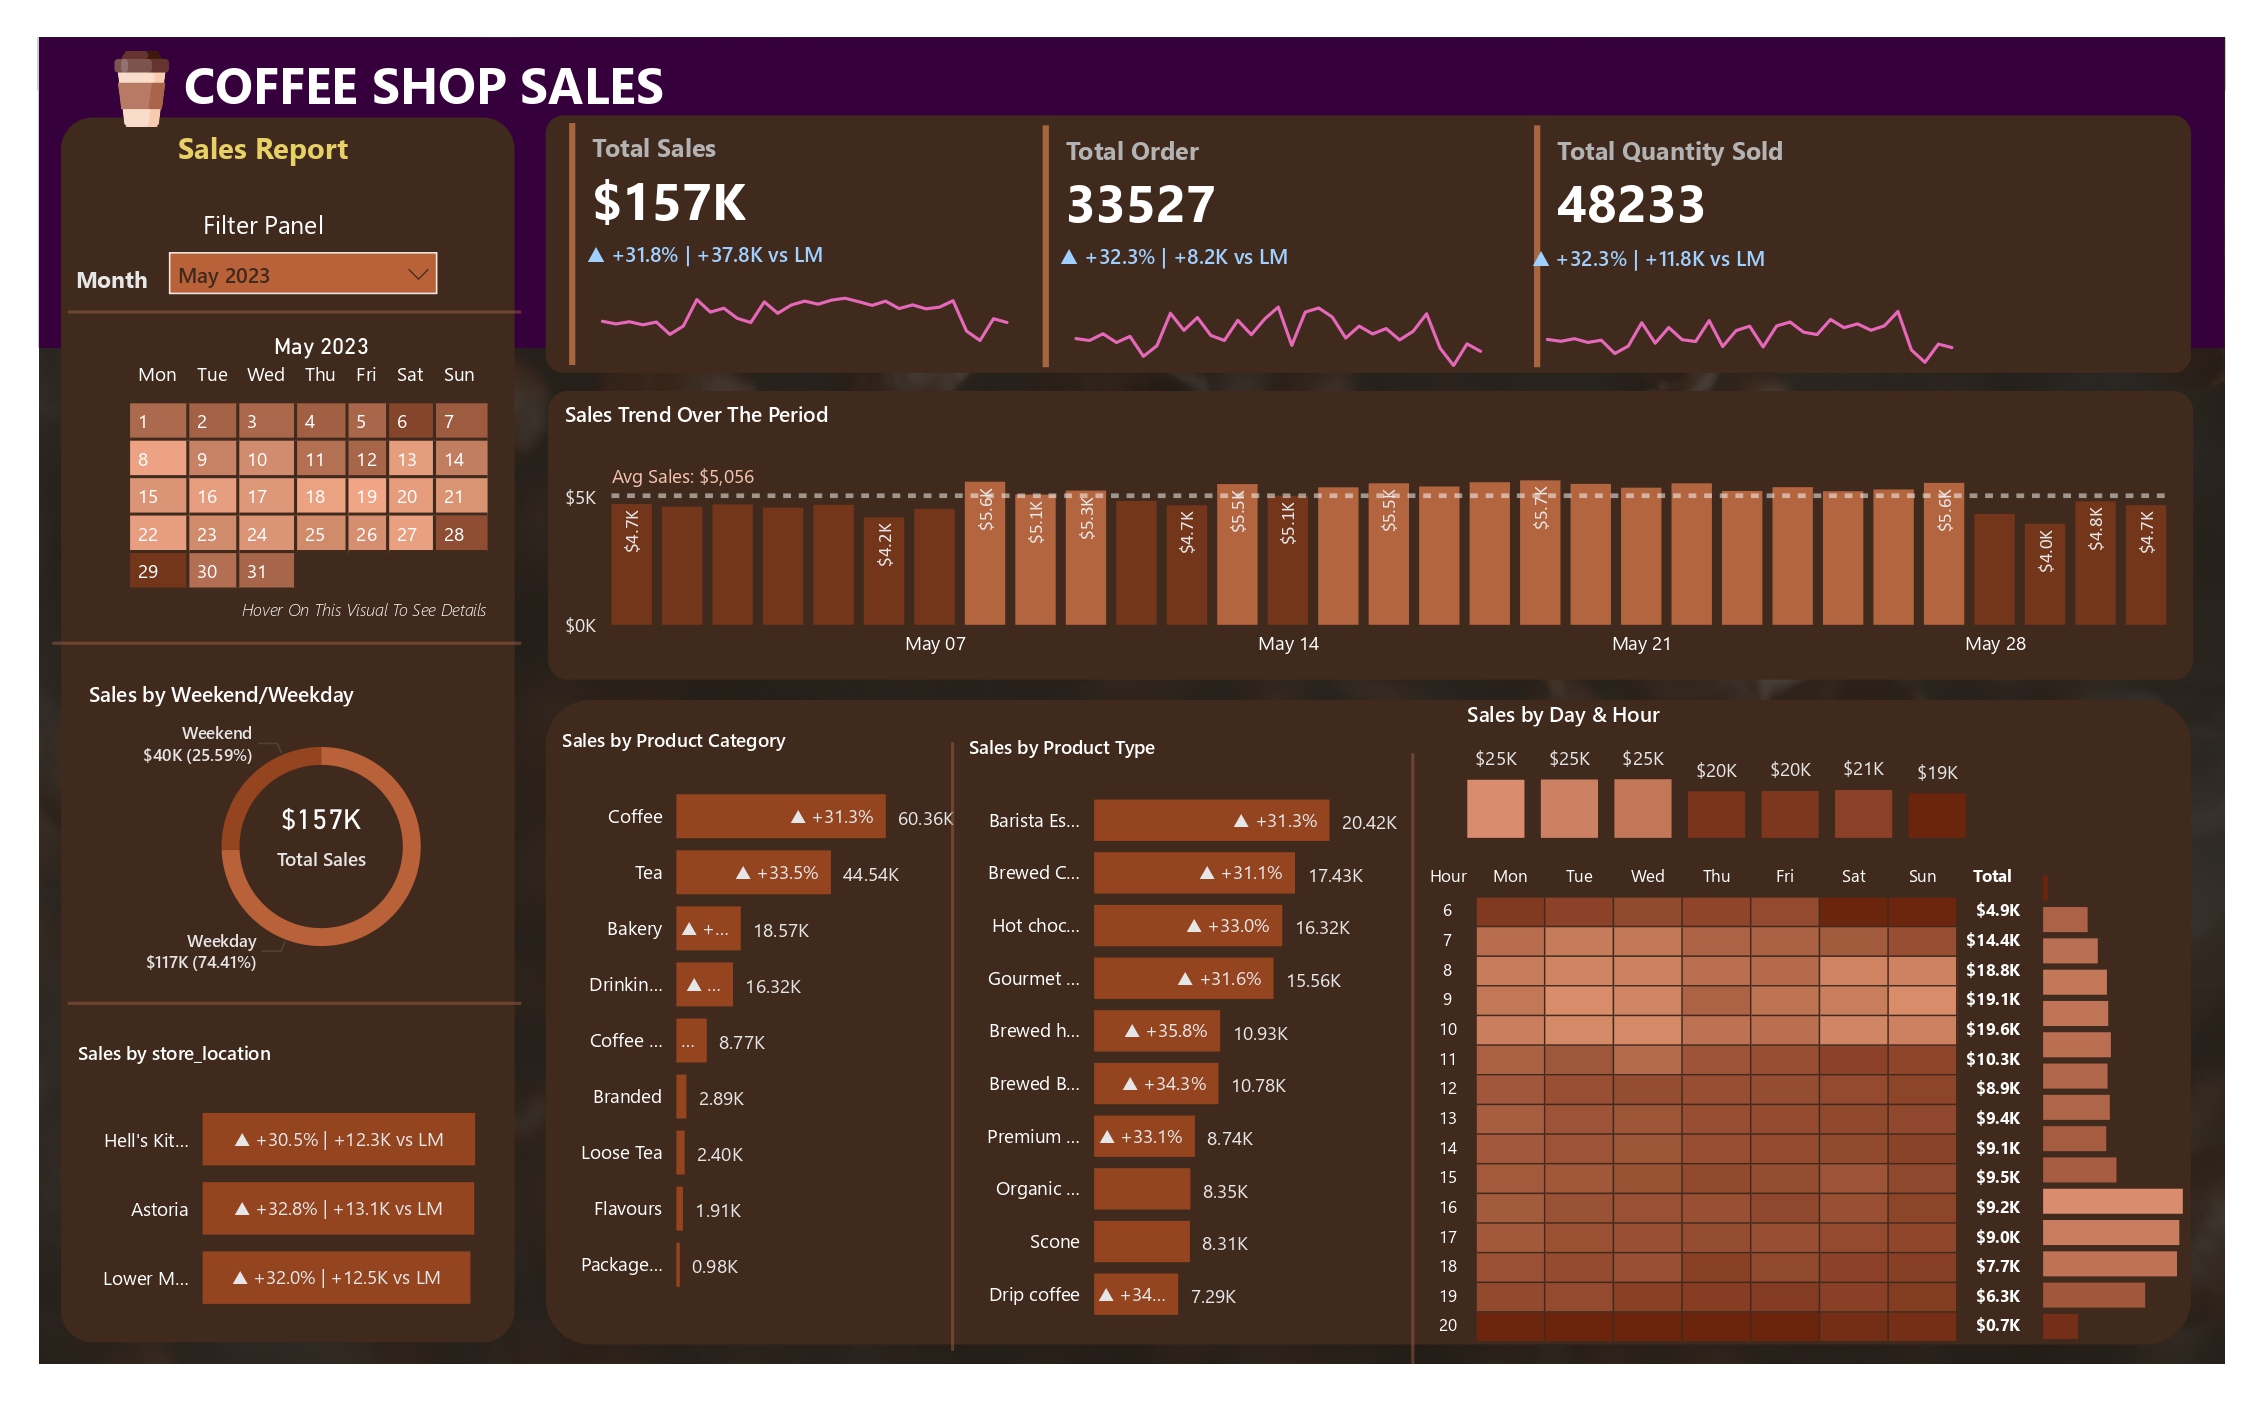 COFFEE SHOP SALES
Sales Report
Filter Panel
Month
May 2023
May 2023
Mon Tue Wed Thu Fri Sat Sun
1 2 3 4 5 6 7
8 9 10 11 12 13 14
15 16 17 18 19 20 21
22 23 24 25 26 27 28
29 30 31
Hover On This Visual To See Details
Sales by Weekend/Weekday
Weekend
$40K (25.59%)
$157K
Total Sales
Weekday
$117K (74.41%)
Sales by store_location
Hell's Kit... ▲ +30.5% | +12.3K vs LM
Astoria ▲ +32.8% | +13.1K vs LM
Lower M... ▲ +32.0% | +12.5K vs LM
Total Sales
$157K
▲ +31.8% | +37.8K vs LM
Total Order
33527
▲ +32.3% | +8.2K vs LM
Total Quantity Sold
48233
▲ +32.3% | +11.8K vs LM
Sales Trend Over The Period
Avg Sales: $5,056
$5K
$0K
$4.7K
$4.2K
$5.6K
$5.1K
$5.3K
$4.7K
$5.5K
$5.1K
$5.5K
$5.7K
$5.6K
$4.0K
$4.8K
$4.7K
May 07 May 14 May 21 May 28
Sales by Product Category
Coffee ▲ +31.3% 60.36K
Tea ▲ +33.5% 44.54K
Bakery ▲ +... 18.57K
Drinkin... ▲ ... 16.32K
Coffee ... ... 8.77K
Branded 2.89K
Loose Tea 2.40K
Flavours 1.91K
Package... 0.98K
Sales by Product Type
Barista Es... ▲ +31.3% 20.42K
Brewed C... ▲ +31.1% 17.43K
Hot choc... ▲ +33.0% 16.32K
Gourmet ... ▲ +31.6% 15.56K
Brewed h... ▲ +35.8% 10.93K
Brewed B... ▲ +34.3% 10.78K
Premium ... ▲ +33.1% 8.74K
Organic ... 8.35K
Scone 8.31K
Drip coffee ▲ +34... 7.29K
Sales by Day & Hour
$25K $25K $25K $20K $20K $21K $19K
Hour Mon Tue Wed Thu Fri Sat Sun Total
6 $4.9K
7 $14.4K
8 $18.8K
9 $19.1K
10 $19.6K
11 $10.3K
12 $8.9K
13 $9.4K
14 $9.1K
15 $9.5K
16 $9.2K
17 $9.0K
18 $7.7K
19 $6.3K
20 $0.7K